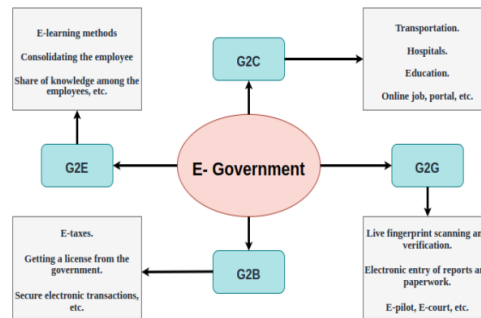 E-learning methods
Consolidating the employee
Share of knowledge among the
employees, etc.
G2C
Transportation.
Hospitals.
Education.
Online job, portal, etc.
G2E
E- Government
G2G
E-taxes.
Getting a license from the
government.
Secure electronic transactions,
etc.
G2B
Live fingerprint scanning an
verification.
Electronic entry of reports an
paperwork.
E-pilot, E-court, etc.